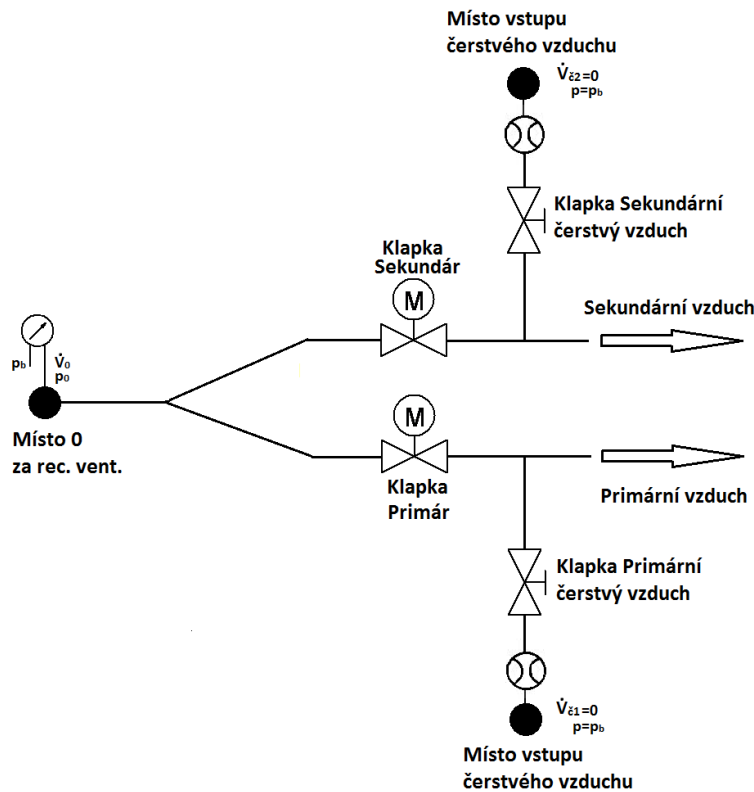 Místo vstupu
čerstvého vzduchu
V̇č2=0
p=pb
Klapka Sekundární
čerstvý vzduch
Klapka
Sekundár
M
Sekundární vzduch
pb
V̇0
p0
Místo 0
za rec. vent.
M
Klapka
Primár
Primární vzduch
Klapka Primární
čerstvý vzduch
V̇č1=0
p=pb
Místo vstupu
čerstvého vzduchu